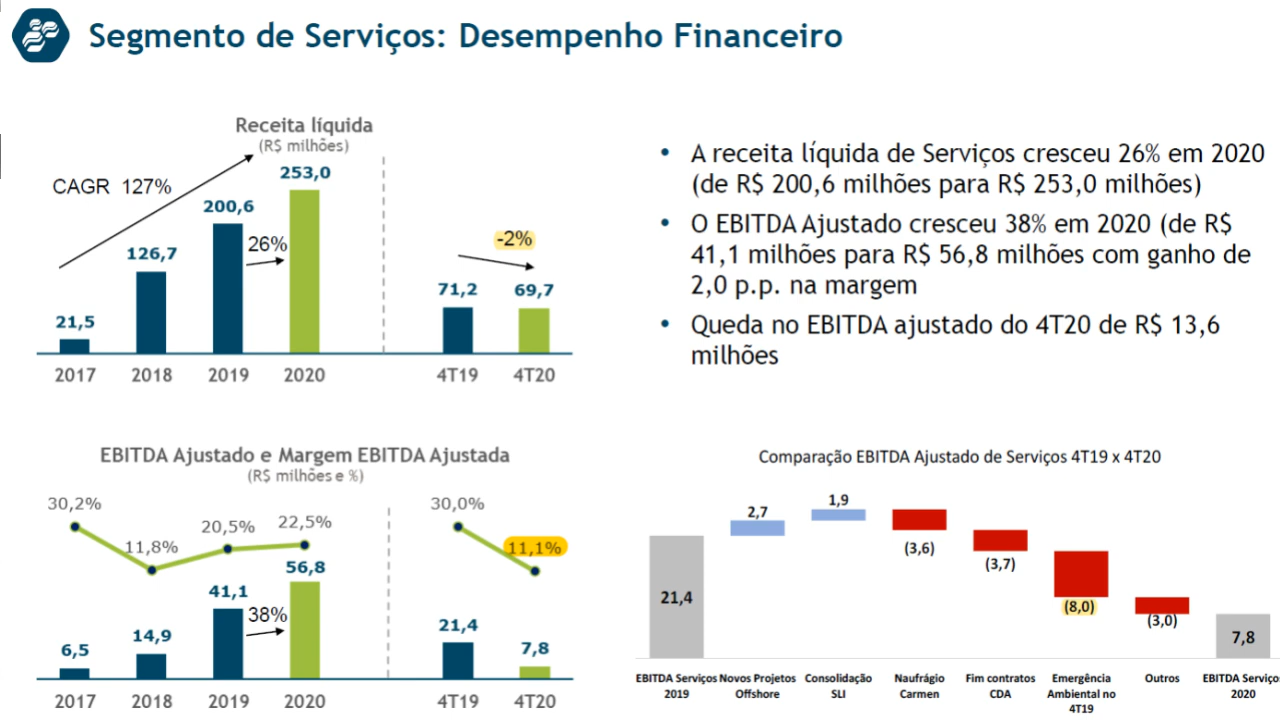 Segmento de Serviços: Desempenho Financeiro
Receita líquida
(R$ milhões)
CAGR 127%
21,5
126,7
200,6
26%
253,0
-2%
71,2
69,7
2017 2018 2019 2020 4T19 4T20
• A receita líquida de Serviços cresceu 26% em 2020
(de R$ 200,6 milhões para R$ 253,0 milhões)
• O EBITDA Ajustado cresceu 38% em 2020 (de R$
41,1 milhões para R$ 56,8 milhões com ganho de
2,0 p.p. na margem
• Queda no EBITDA ajustado do 4T20 de R$ 13,6
milhões
EBITDA Ajustado e Margem EBITDA Ajustada
(R$ milhões e %)
30,2%
11,8%
20,5%
22,5%
30,0%
11,1%
6,5
14,9
41,1
38%
56,8
21,4
7,8
2017 2018 2019 2020 4T19 4T20
Comparação EBITDA Ajustado de Serviços 4T19 x 4T20
21,4
2,7
1,9
(3,6)
(3,7)
(8,0)
(3,0)
7,8
EBITDA Serviços
2019
Novos Projetos
Offshore
Consolidação
SLI
Naufrágio
Carmen
Fim contratos
CDA
Emergência
Ambiental no
4T19
Outros
EBITDA Serviços
2020